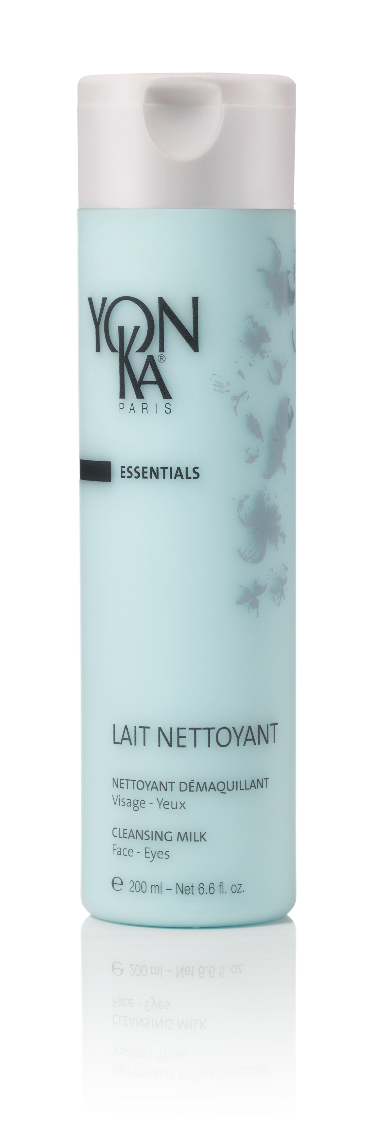 YON
KA®
PARIS
ESSENTIALS
LAIT NETTOYANT
NETTOYANT DÉMAQUILLANT
Visage - Yeux
CLEANSING MILK
Face - Eyes
℮ 200 ml – Net 6.6 fl. oz.